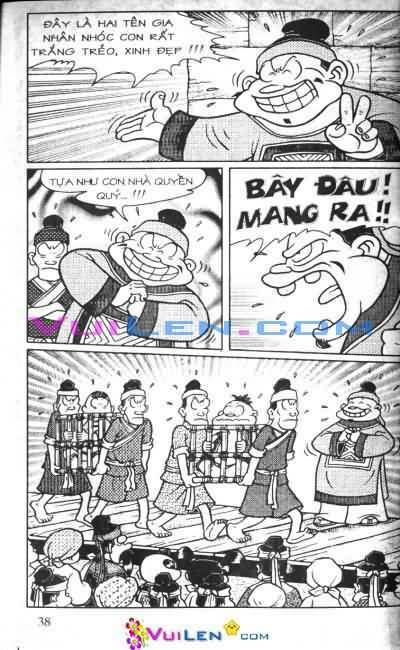 ĐÂY LÀ HAI TÊN GIA
NHÂN NHÓC CON RẤT
TRẮNG TRẺO, XINH ĐẸP !!!
TỰA NHƯ CON NHÀ QUYỀN
QUÝ... !!!
BÂY ĐÂU!
MANG RA!!
VuiLen.com
38
VuiLen.com